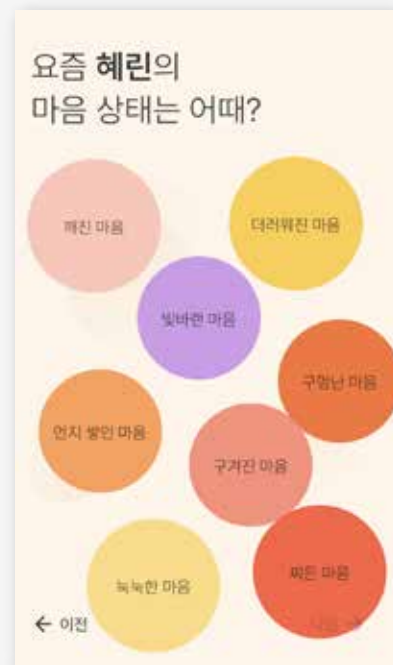 요즘 혜린의
마음 상태는 어때?
깨진 마음
더러워진 마음
빛바랜 마음
구멍난 마음
먼지 쌓인 마음
구겨진 마음
찌든 마음
눅눅한 마음
← 이전
다음 →